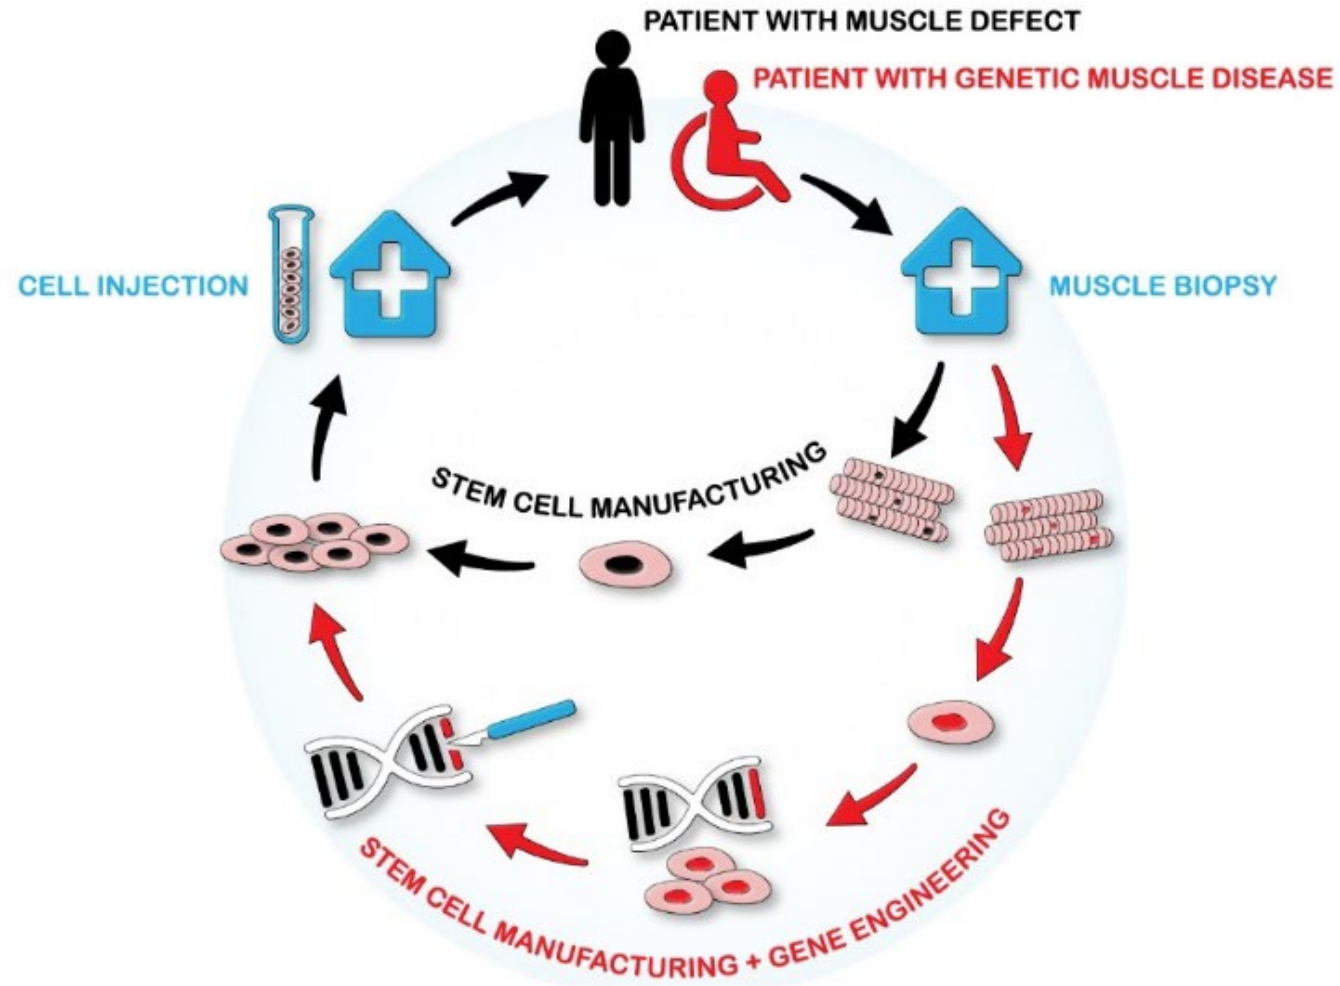 PATIENT WITH MUSCLE DEFECT
PATIENT WITH GENETIC MUSCLE DISEASE
CELL INJECTION
MUSCLE BIOPSY
STEM CELL MANUFACTURING
STEM CELL MANUFACTURING + GENE ENGINEERING